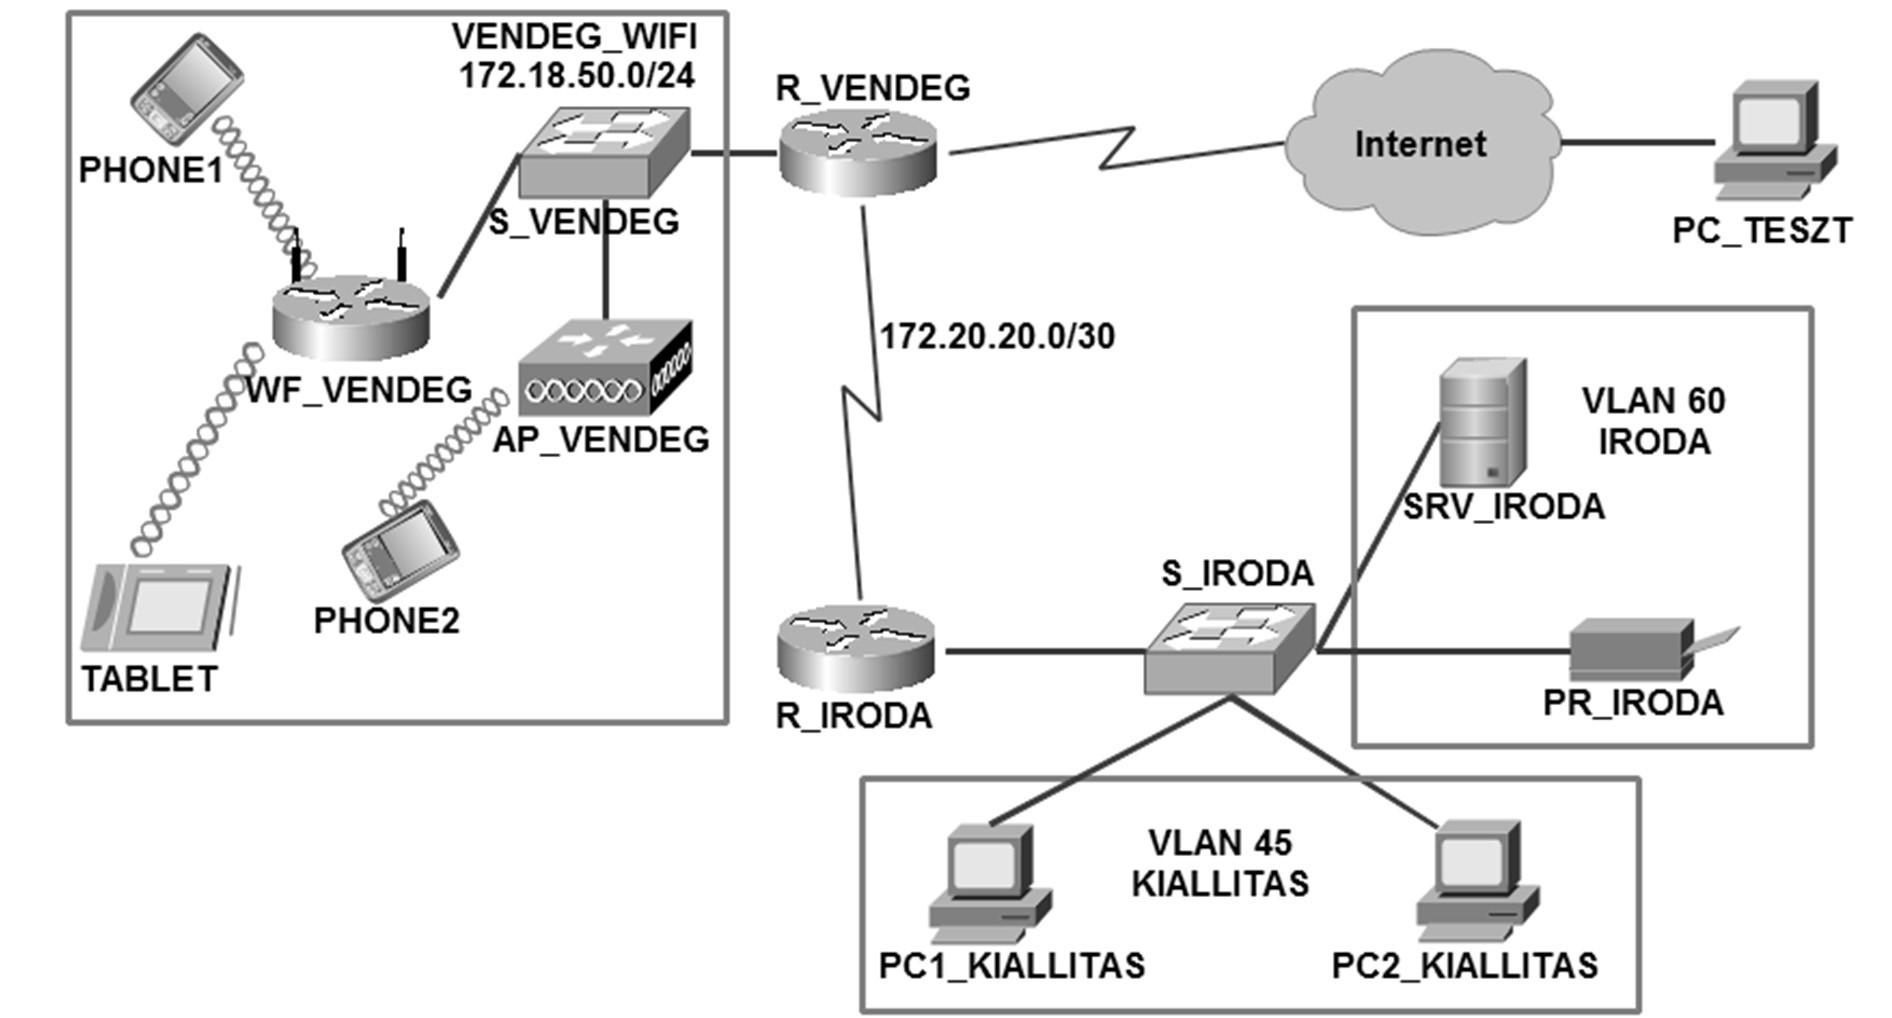 VENDEG_WIFI
172.18.50.0/24
PHONE1
S_VENDEG
WF_VENDEG
AP_VENDEG
PHONE2
TABLET
R_VENDEG
Internet
PC_TESZT
172.20.20.0/30
VLAN 60
IRODA
SRV_IRODA
S_IRODA
PR_IRODA
R_IRODA
VLAN 45
KIALLITAS
PC1_KIALLITAS
PC2_KIALLITAS